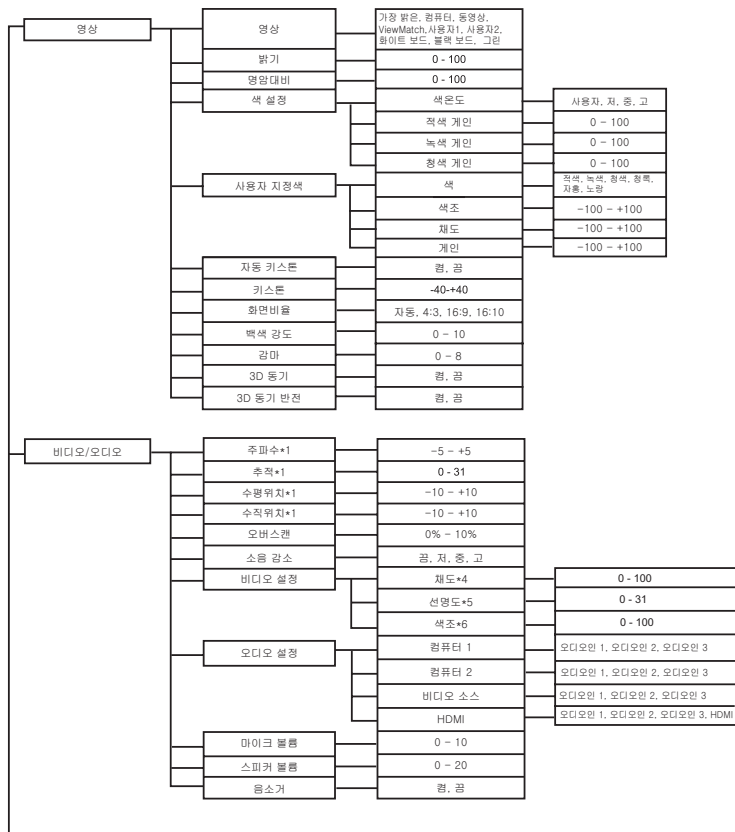 영상
영상
가장 밝은, 컴퓨터, 동영상,
ViewMatch,사용자1, 사용자2,
화이트 보드, 블랙 보드, 그린
밝기
0 - 100
명암대비
0 - 100
색 설정
색온도
사용자, 저, 중, 고
적색 게인
0 - 100
녹색 게인
0 - 100
청색 게인
0 - 100
사용자 지정색
색
적색, 녹색, 청색, 청록,
자홍, 노랑
색조
-100 - +100
채도
-100 - +100
게인
-100 - +100
자동 키스톤
켬, 끔
키스톤
-40-+40
화면비율
자동, 4:3, 16:9, 16:10
백색 강도
0 - 10
감마
0 - 8
3D 동기
켬, 끔
3D 동기 반전
켬, 끔
비디오/오디오
주파수*1
-5 - +5
추적*1
0 - 31
수평위치*1
-10 - +10
수직위치*1
-10 - +10
오버스캔
0% - 10%
소음 감소
끔, 저, 중, 고
비디오 설정
채도*4
0 - 100
선명도*5
0 - 31
색조*6
0 - 100
오디오 설정
컴퓨터 1
오디오인 1, 오디오인 2, 오디오인 3
컴퓨터 2
오디오인 1, 오디오인 2, 오디오인 3
비디오 소스
오디오인 1, 오디오인 2, 오디오인 3
HDMI
오디오인 1, 오디오인 2, 오디오인 3, HDMI
마이크 볼륨
0 - 10
스피커 볼륨
0 - 20
음소거
켬, 끔